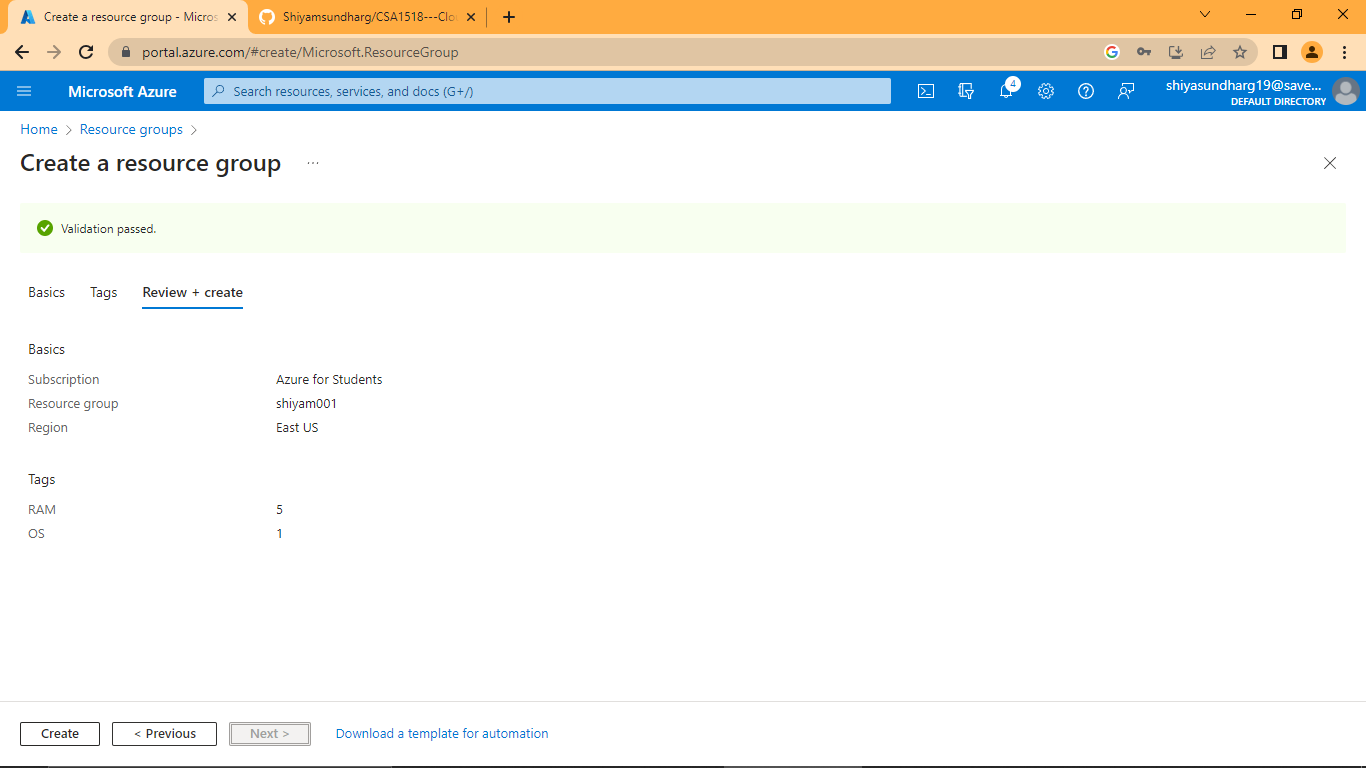 Create a resource group - Micros
Shiyamsundharg/CSA1518---Clo
portal.azure.com/#create/Microsoft.ResourceGroup
Microsoft Azure
Search resources, services, and docs (G+/)
4
shiyasundharg19@save...
DEFAULT DIRECTORY
Home > Resource groups >
Create a resource group ...
Validation passed.
Basics Tags Review + create
Basics
Subscription Azure for Students
Resource group shiyam001
Region East US
Tags
RAM 5
OS 1
Create < Previous Next > Download a template for automation